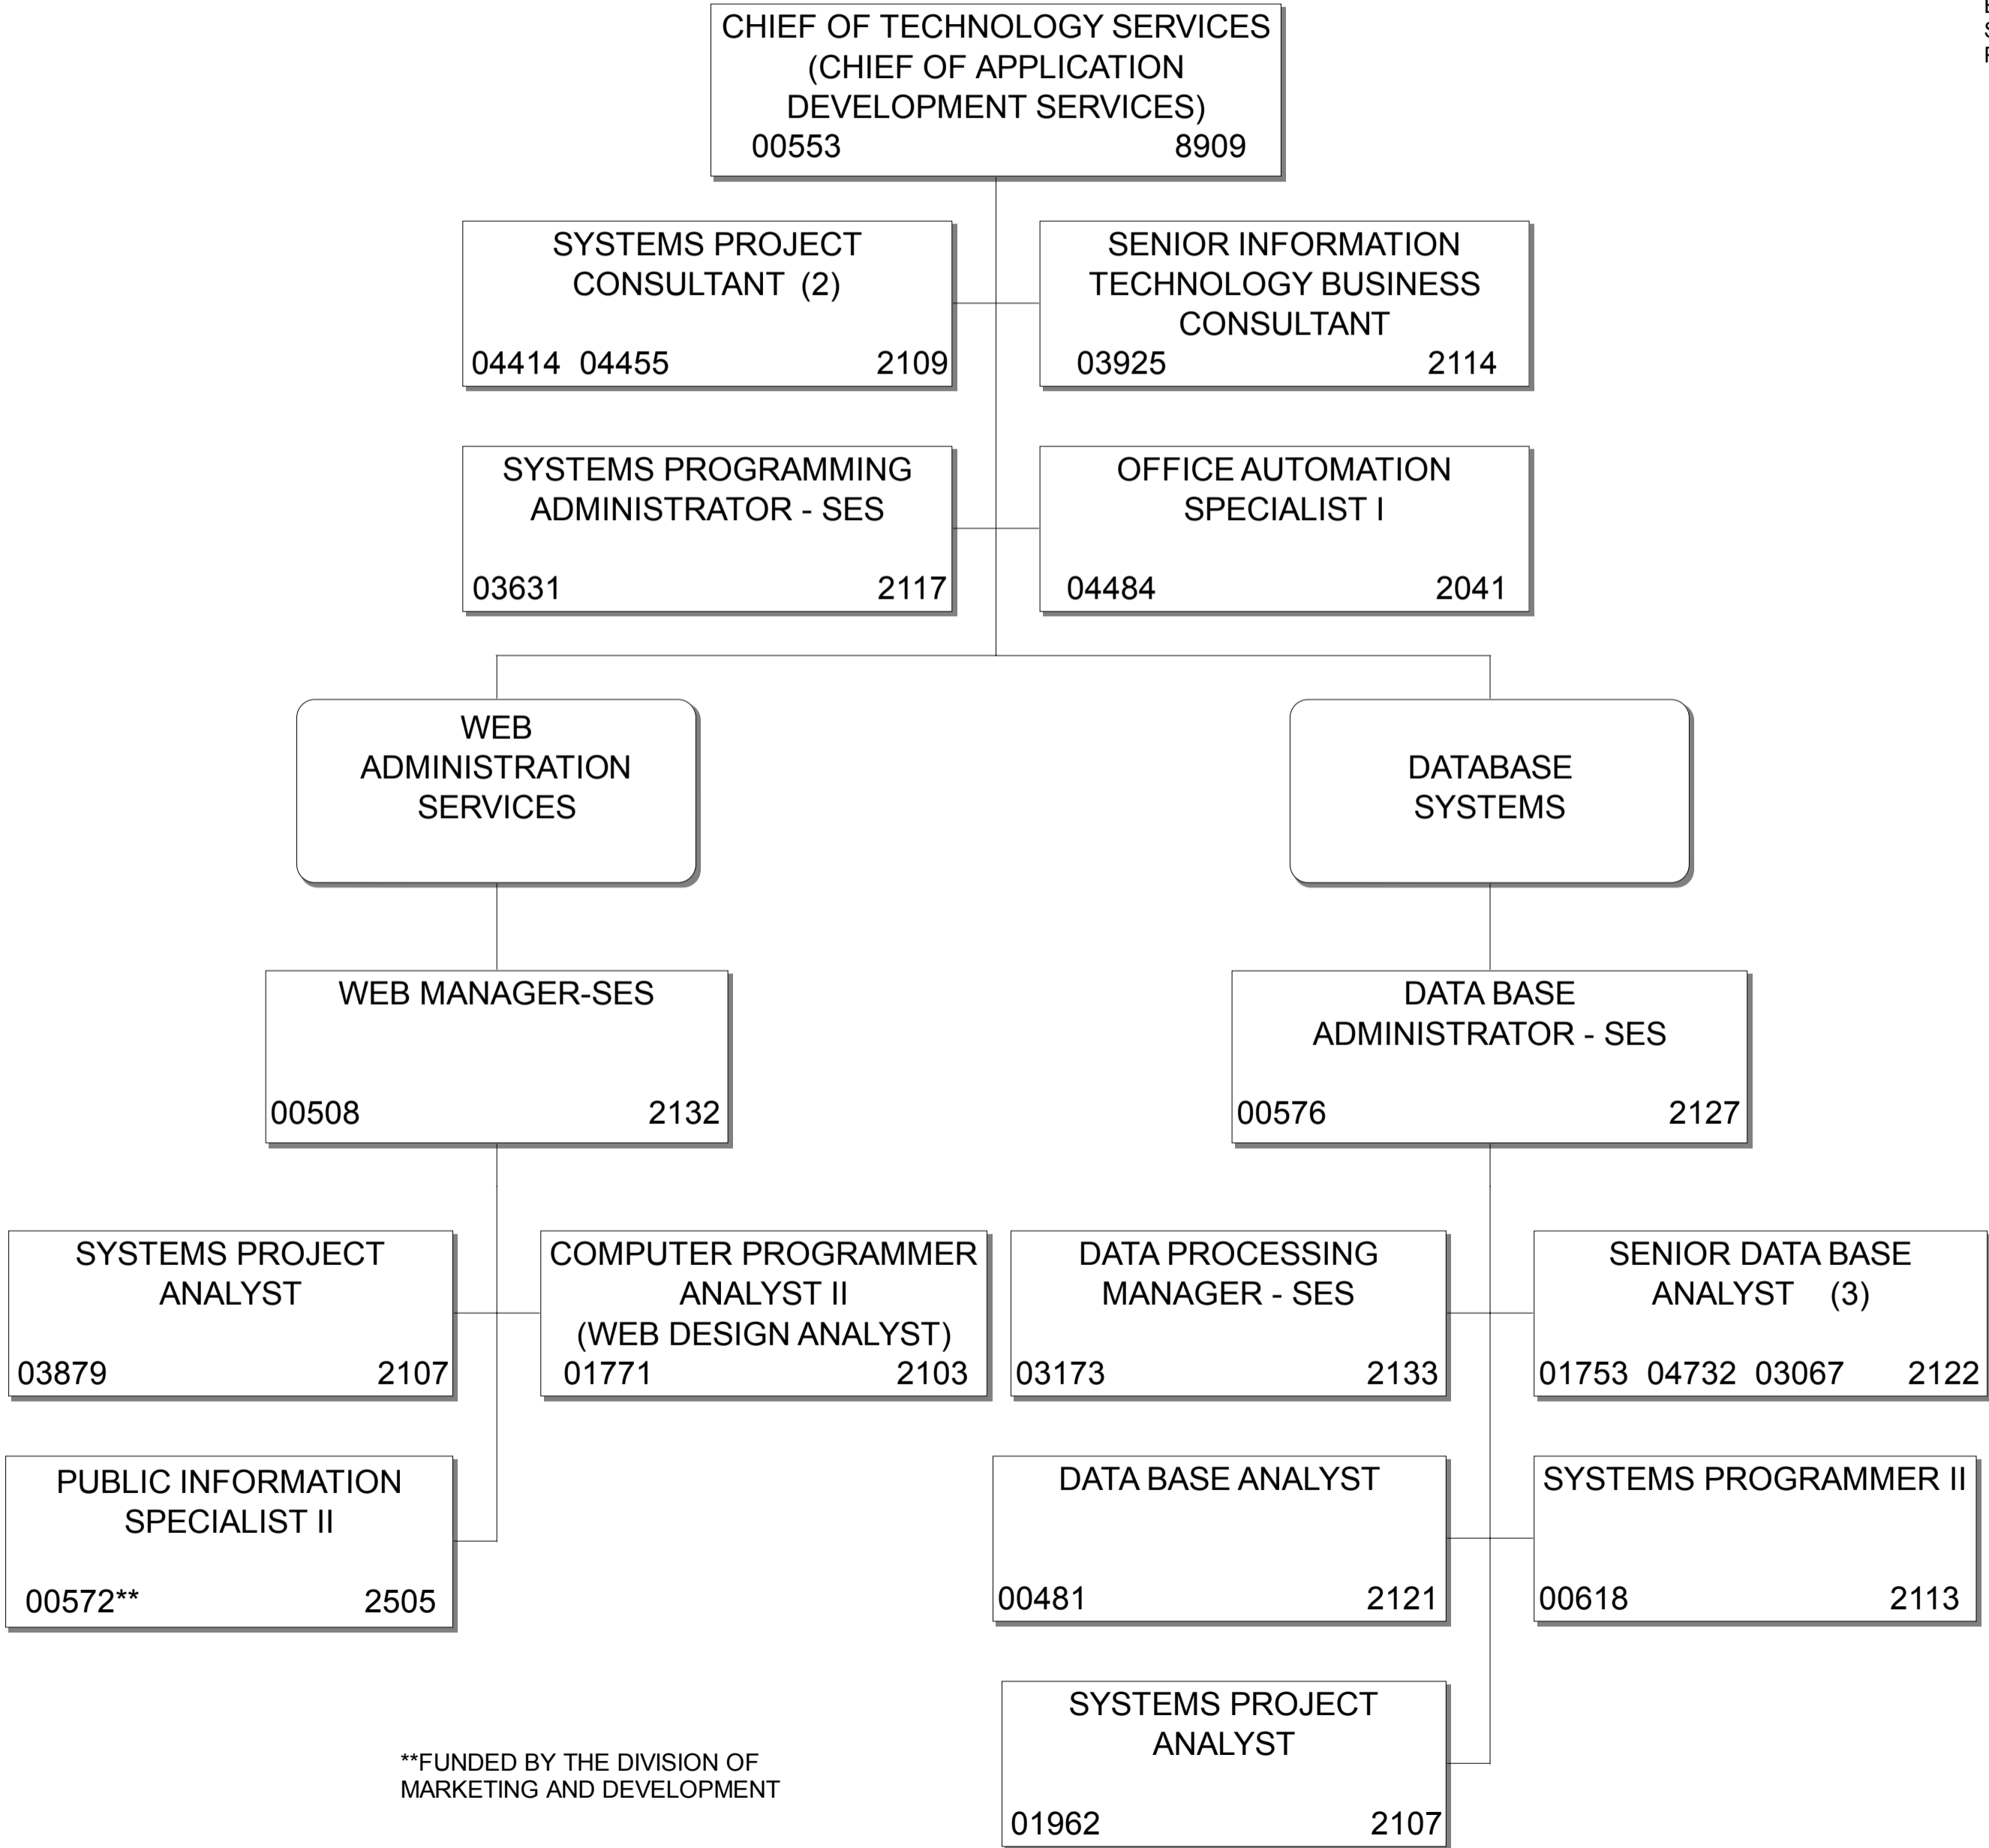 CHIEF OF TECHNOLOGY SERVICES
(CHIEF OF APPLICATION
DEVELOPMENT SERVICES)
00553 8909
SYSTEMS PROJECT
CONSULTANT (2)
04414 04455 2109
SENIOR INFORMATION
TECHNOLOGY BUSINESS
CONSULTANT
03925 2114
SYSTEMS PROGRAMMING
ADMINISTRATOR - SES
03631 2117
OFFICE AUTOMATION
SPECIALIST I
04484 2041
WEB
ADMINISTRATION
SERVICES
DATABASE
SYSTEMS
WEB MANAGER-SES
00508 2132
DATA BASE
ADMINISTRATOR - SES
00576 2127
SYSTEMS PROJECT
ANALYST
03879 2107
COMPUTER PROGRAMMER
ANALYST II
(WEB DESIGN ANALYST)
01771 2103
DATA PROCESSING
MANAGER - SES
03173 2133
SENIOR DATA BASE
ANALYST (3)
01753 04732 03067 2122
PUBLIC INFORMATION
SPECIALIST II
00572** 2505
DATA BASE ANALYST
00481 2121
SYSTEMS PROGRAMMER II
00618 2113
SYSTEMS PROJECT
ANALYST
01962 2107
**FUNDED BY THE DIVISION OF
MARKETING AND DEVELOPMENT